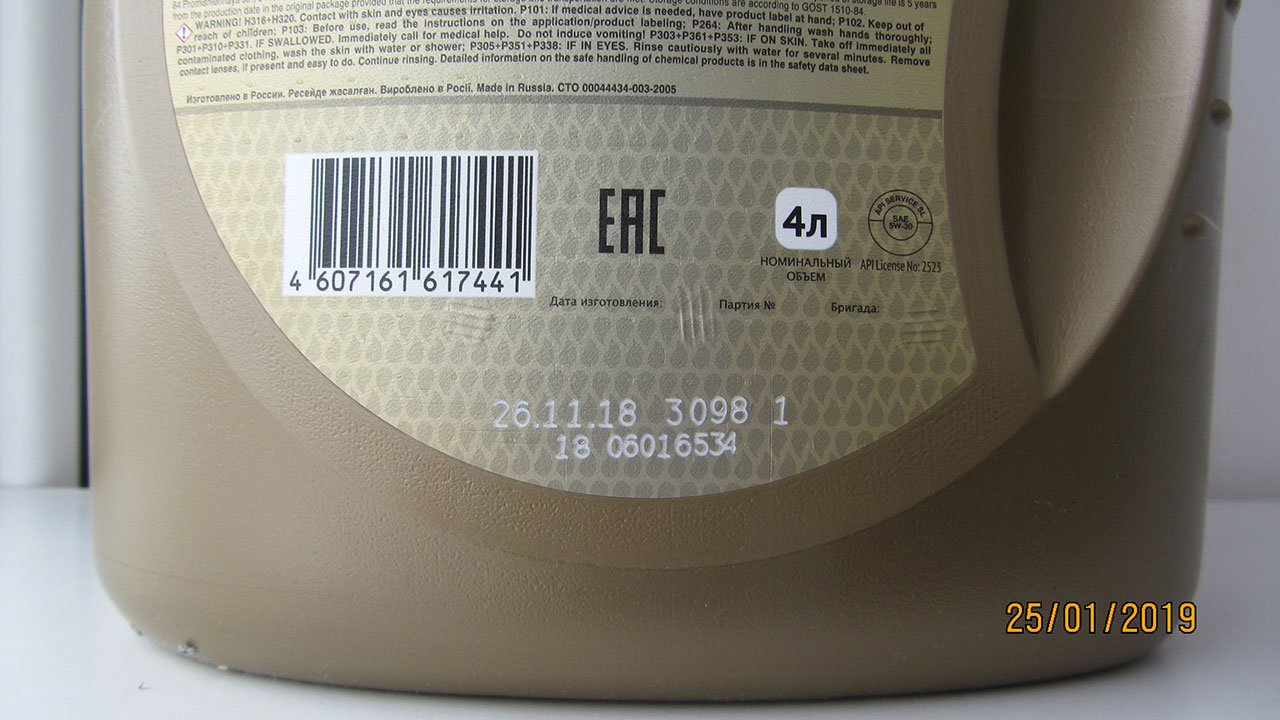 from the production date in the original package provided that the requirements for storage and transportation are met. Storage conditions are according to GOST 1510-84.
WARNING! H316+H320. Contact with skin and eyes causes irritation. P101: If medical advice is needed, have product label at hand; P102. Keep out of
reach of children; P103: Before use, read the instructions on the application/product labeling; P264: After handling wash hands thoroughly;
P301+P310+P331. IF SWALLOWED. Immediately call for medical help. Do not induce vomiting! P303+P361+P353: IF ON SKIN. Take off immediately all
contaminated clothing, wash the skin with water or shower; P305+P351+P338: IF IN EYES. Rinse cautiously with water for several minutes. Remove
contact lenses, if present and easy to do. Continue rinsing. Detailed information on the safe handling of chemical products is in the safety data sheet.
Изготовлено в России. Ресейде жасалған. Вироблено в Росії. Made in Russia. СТО 00044434-003-2005
4 607161 617441
EAC
4л
НОМИНАЛЬНЫЙ
ОБЪЕМ
API SERVICE
SAE
5W-30
API License No: 2523
Дата изготовления: Партия № Бригада:
26.11.18 3098 1
18 06016534
25/01/2019